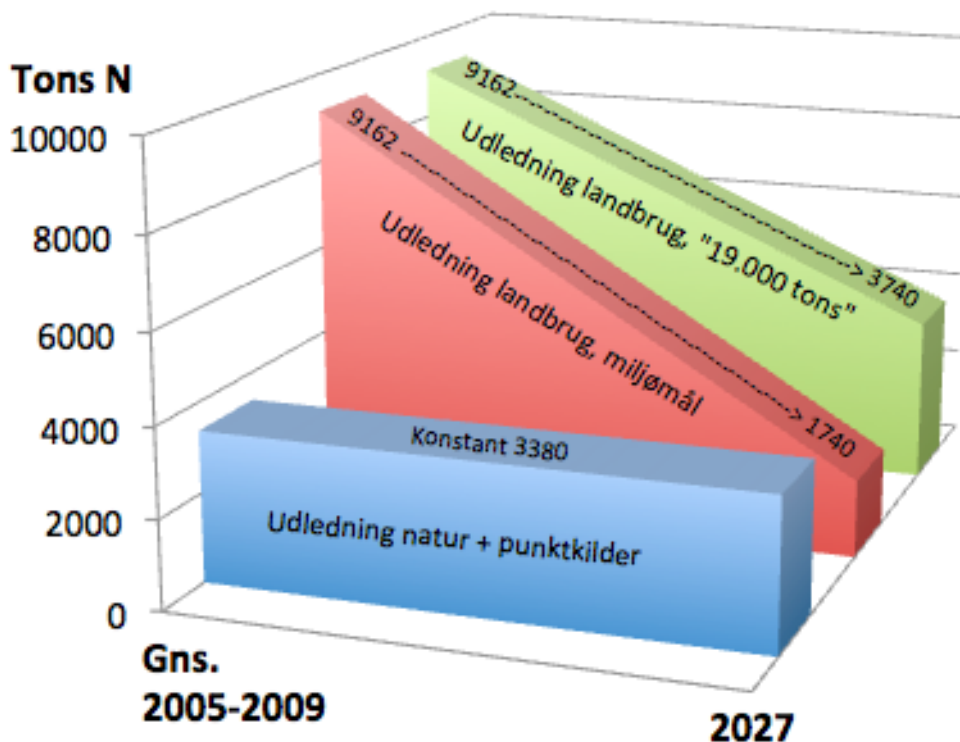 Tons N
10000
8000
6000
4000
2000
0
9162--------------------> 3740
Udledning landbrug, "19.000 tons"
9162 --------------------> 1740
Udledning landbrug, miljømål
Konstant 3380
Udledning natur + punktkilder
Gns.
2005-2009
2027